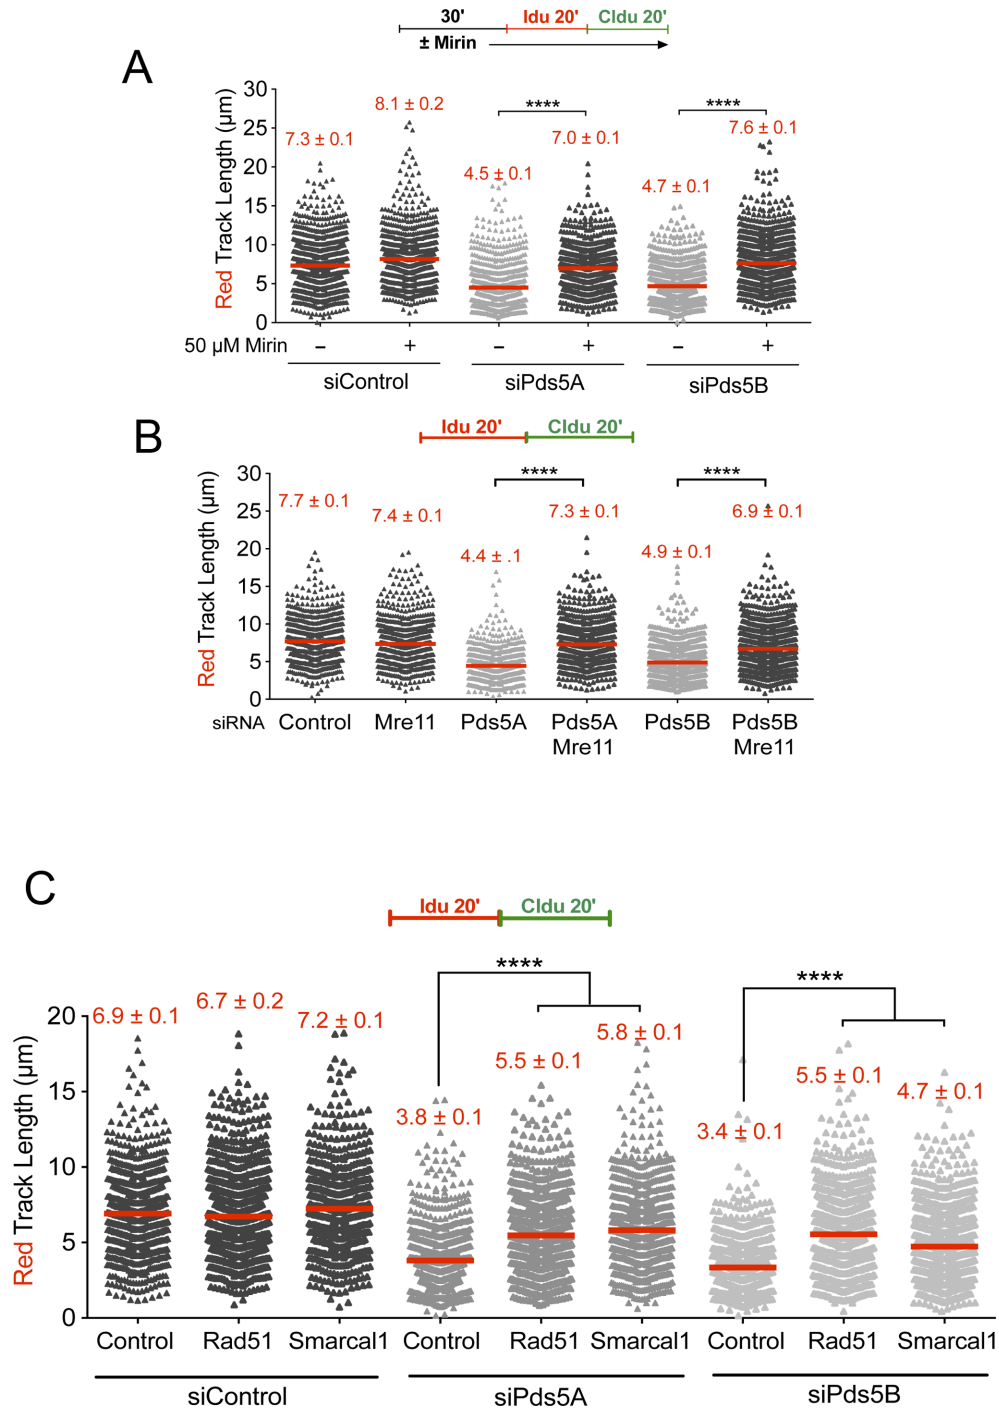 30' Idu 20' Cldu 20'
± Mirin
A
Red Track Length (µm)
30
25
20
15
10
5
0
7.3 ± 0.1
8.1 ± 0.2
4.5 ± 0.1
****
7.0 ± 0.1
4.7 ± 0.1
****
7.6 ± 0.1
50 µM Mirin – + – + – +
siControl siPds5A siPds5B
B
Idu 20' Cldu 20'
Red Track Length (µm)
30
25
20
15
10
5
0
7.7 ± 0.1
7.4 ± 0.1
4.4 ± .1
****
7.3 ± 0.1
4.9 ± 0.1
****
6.9 ± 0.1
siRNA Control Mre11 Pds5A Pds5A Pds5B Pds5B
Mre11 Mre11
C
Idu 20' Cldu 20'
Red Track Length (µm)
20
15
10
5
0
6.9 ± 0.1
6.7 ± 0.2
7.2 ± 0.1
****
3.8 ± 0.1
5.5 ± 0.1
5.8 ± 0.1
****
3.4 ± 0.1
5.5 ± 0.1
4.7 ± 0.1
Control Rad51 Smarcal1 Control Rad51 Smarcal1 Control Rad51 Smarcal1
siControl siPds5A siPds5B